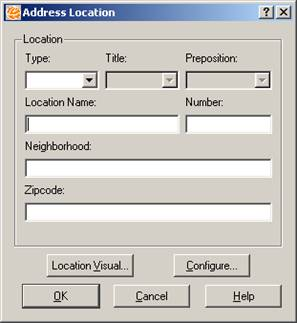 Address Location
Location
Type: Title: Preposition:
Location Name: Number:
Neighborhood:
Zipcode:
Location Visual... Configure...
OK Cancel Help